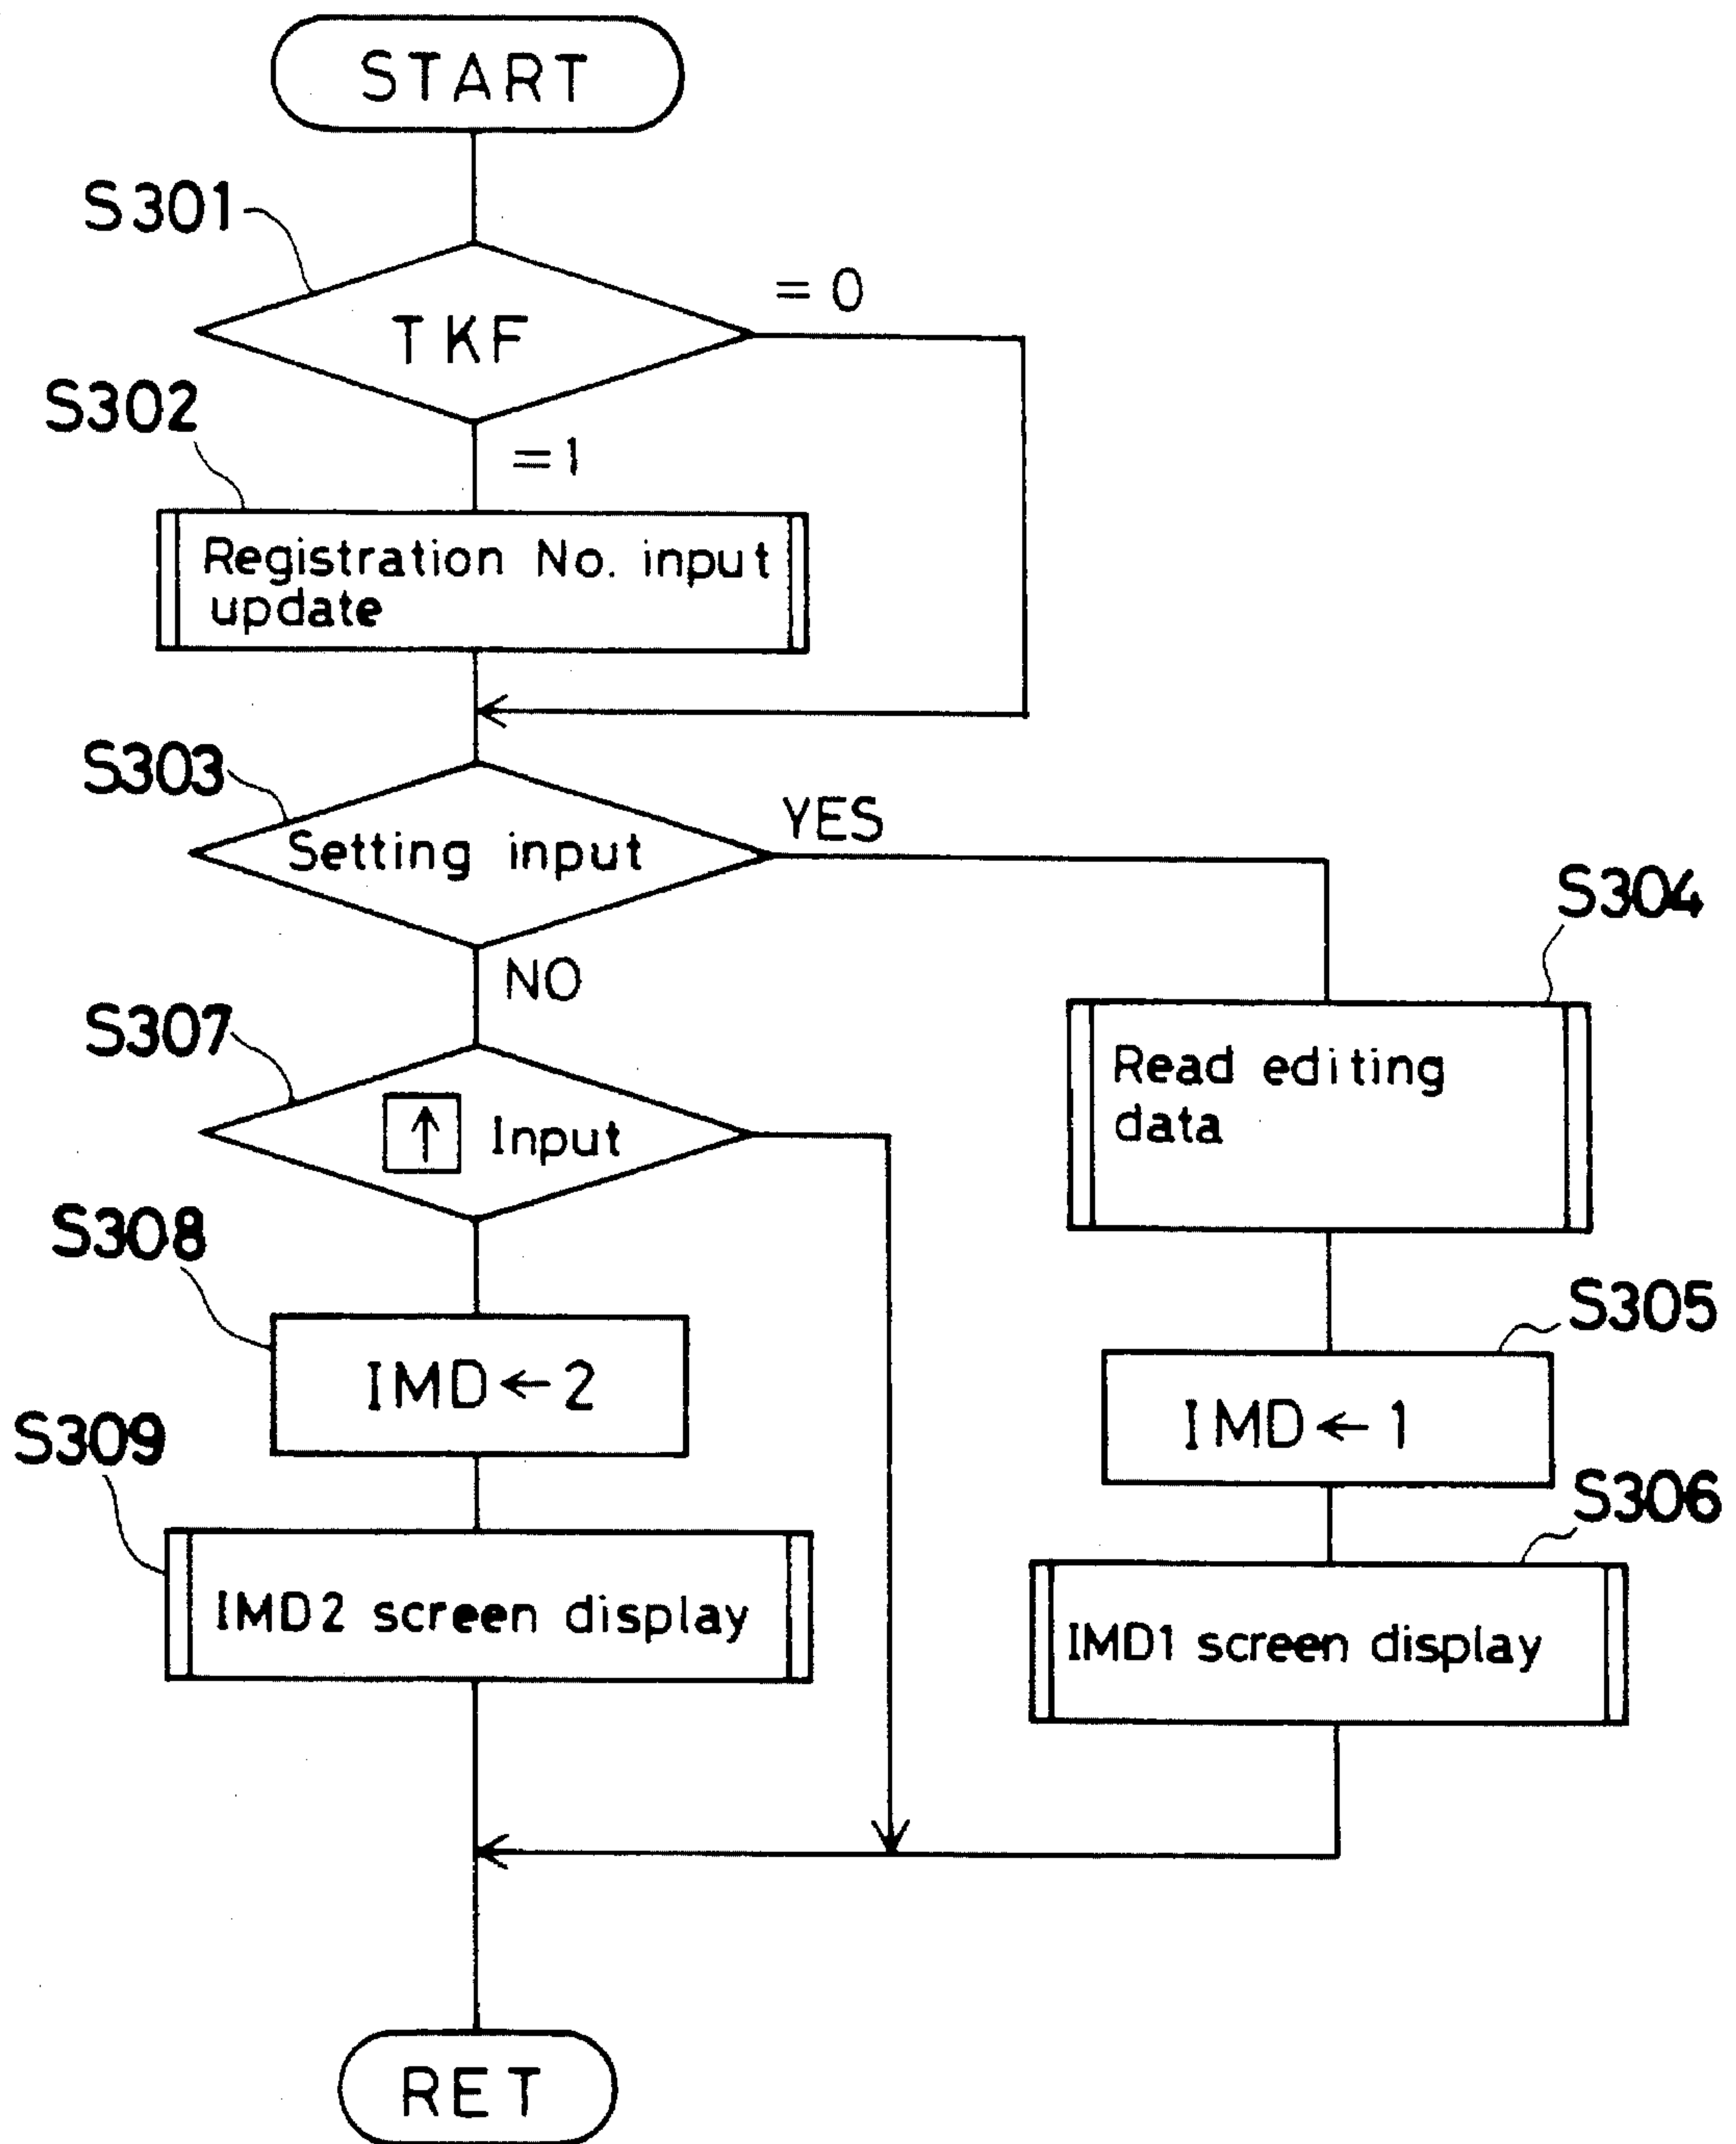 START
S301
TKF
= 0
S302
= 1
Registration No. input
update
S303
Setting input
YES
NO
S304
Read editing
data
S307
↑ Input
S308
IMD ← 2
S305
IMD ← 1
S309
IMD2 screen display
S306
IMD1 screen display
RET